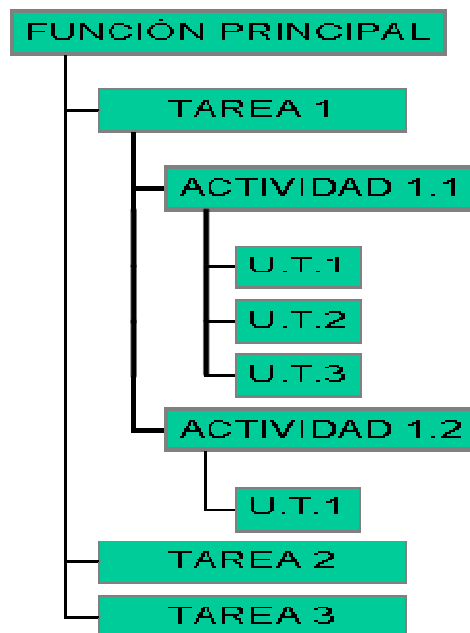 FUNCIÓN PRINCIPAL
TAREA 1
ACTIVIDAD 1.1
U.T.1
U.T.2
U.T.3
ACTIVIDAD 1.2
U.T.1
TAREA 2
TAREA 3